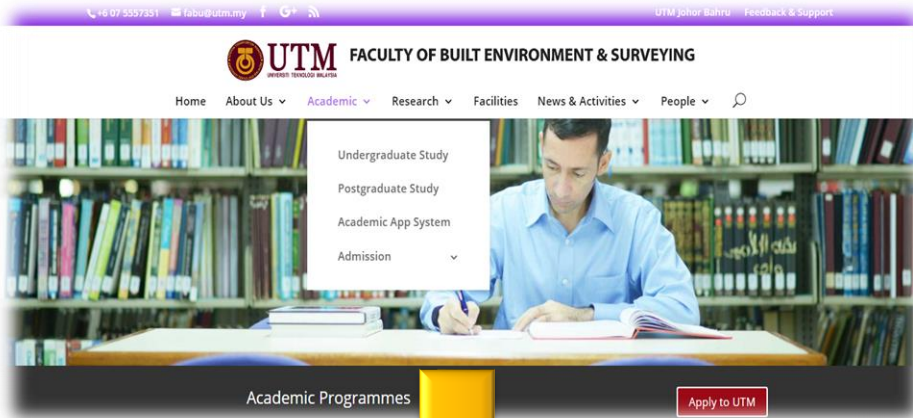 +6 07 5557351 fabu@utm.my f G+ UTM Johor Bahru Feedback & Support
UTM FACULTY OF BUILT ENVIRONMENT & SURVEYING
UNIVERSITI TEKNOLOGI MALAYSIA
Home About Us Academic Research Facilities News & Activities People
Undergraduate Study
Postgraduate Study
Academic App System
Admission
Academic Programmes
Apply to UTM